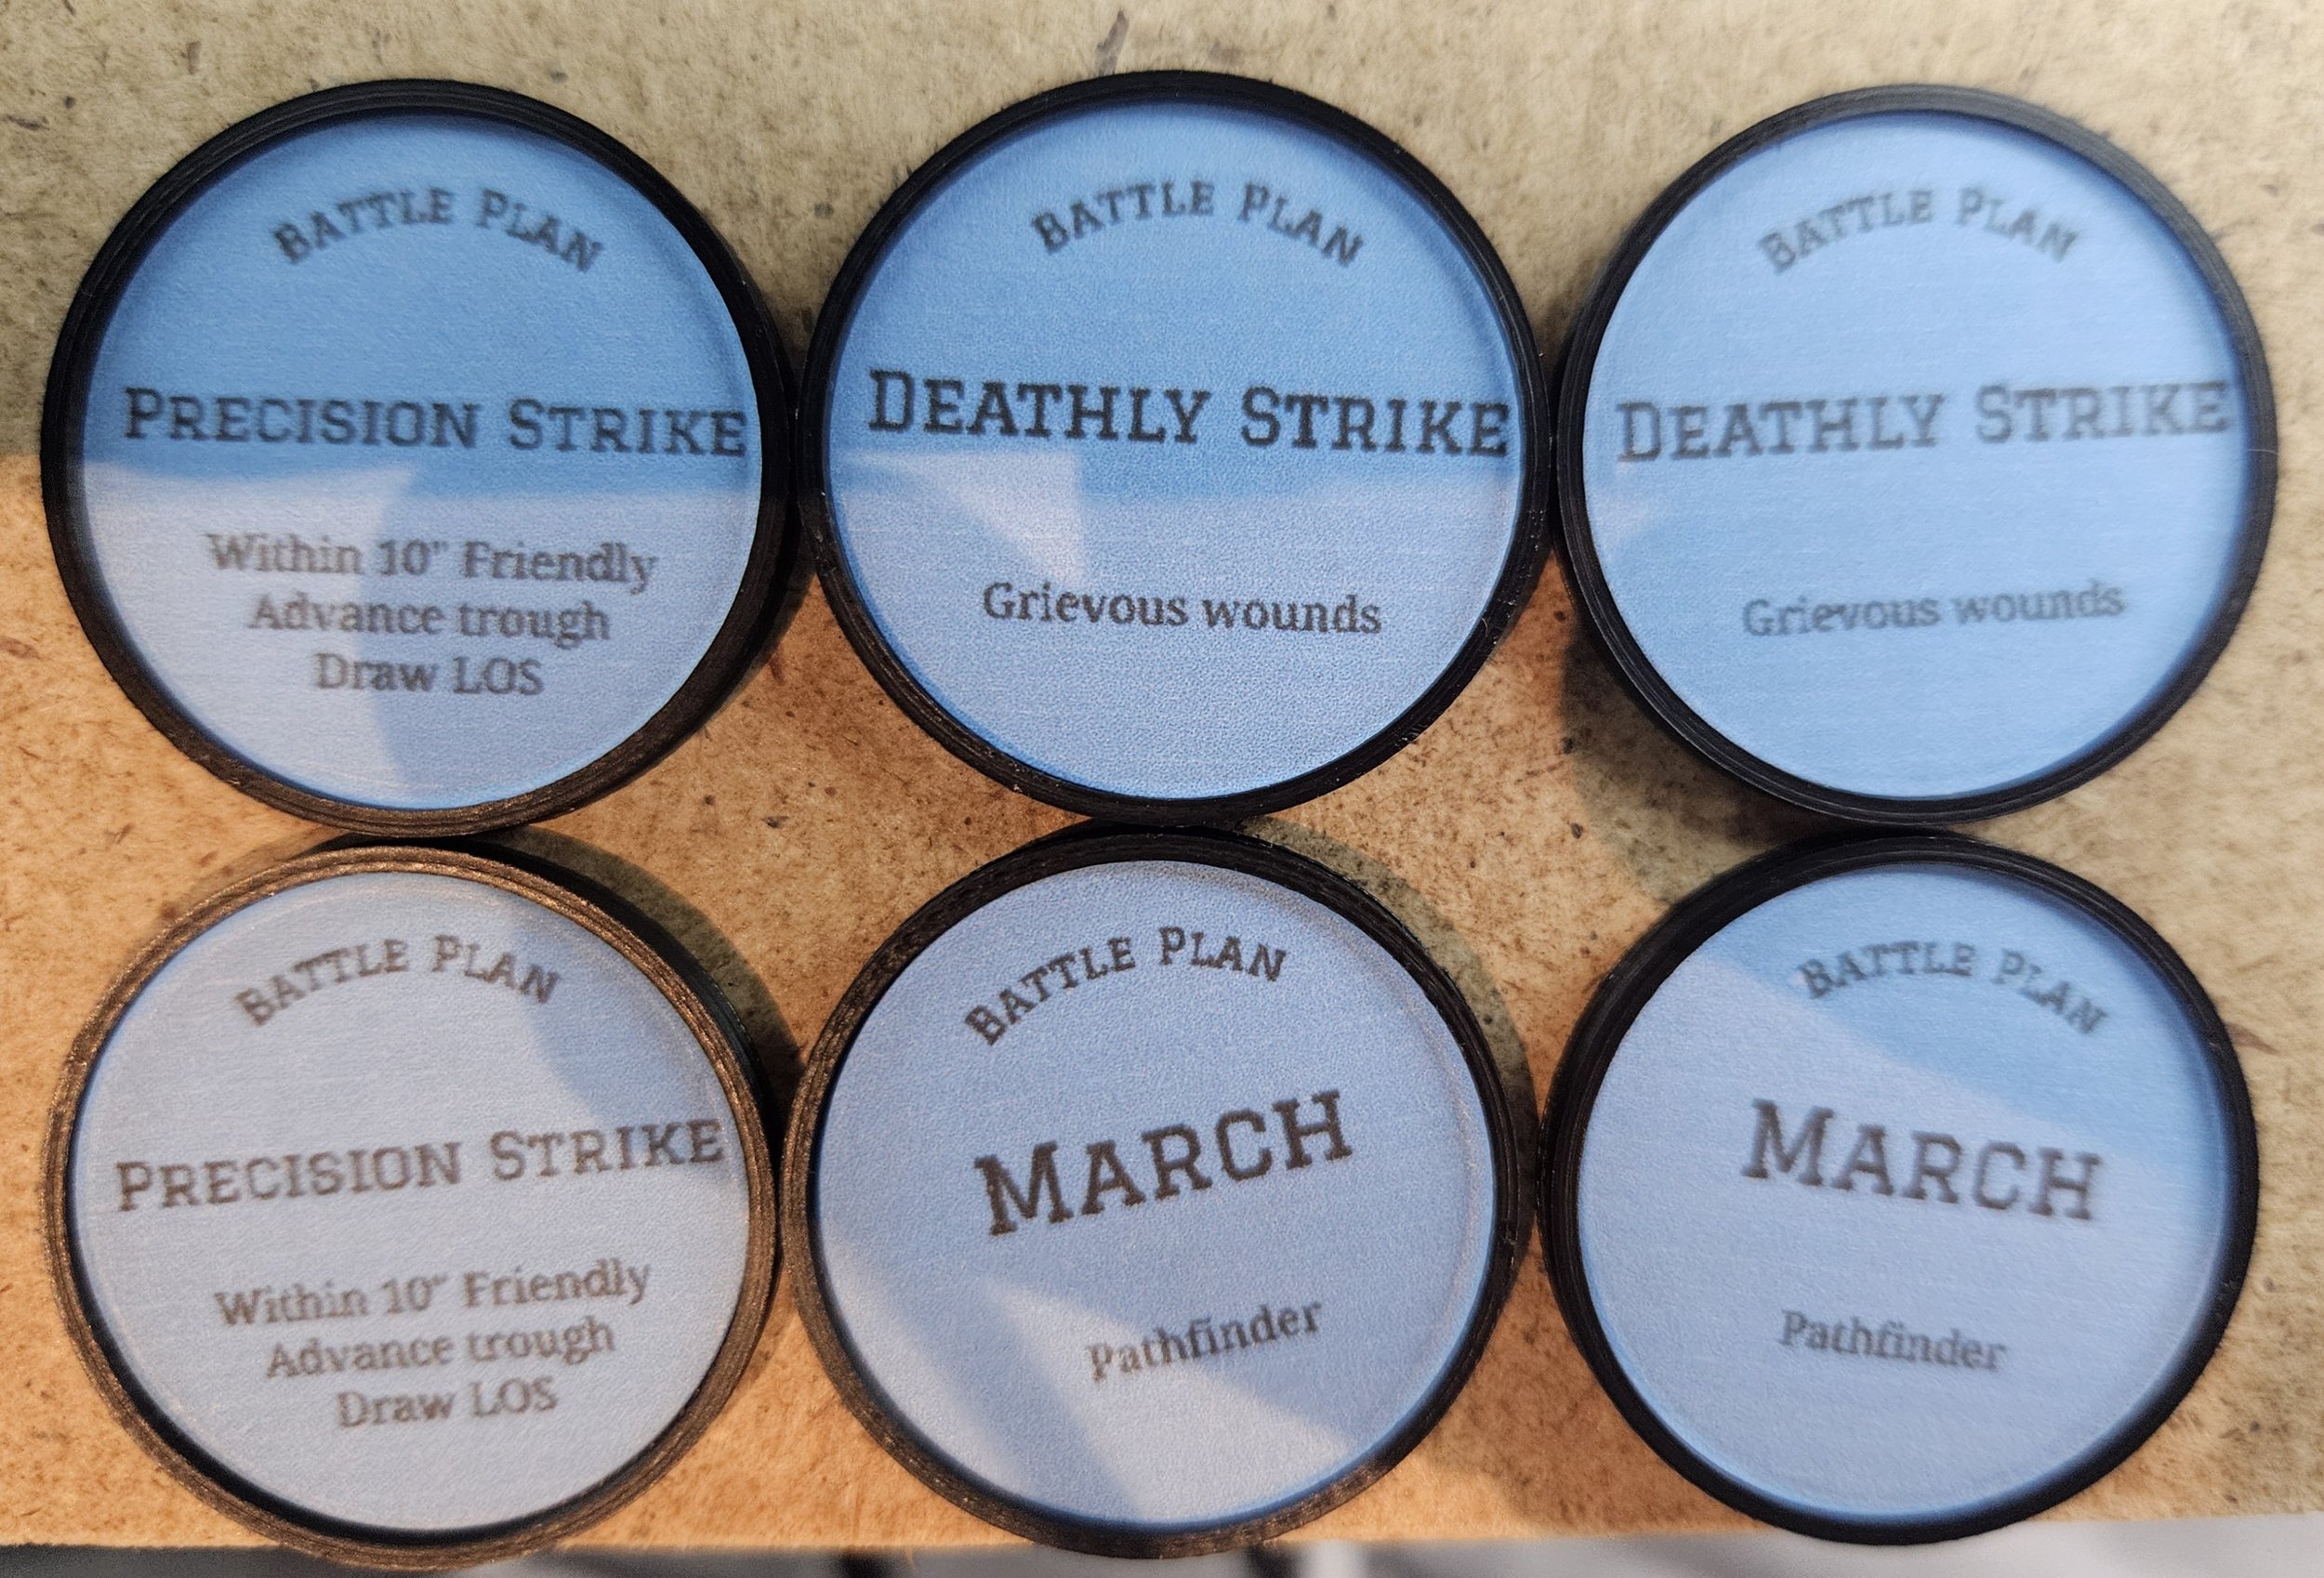 BATTLE PLAN
PRECISION STRIKE
Within 10" Friendly
Advance trough
Draw LOS
BATTLE PLAN
DEATHLY STRIKE
Grievous wounds
BATTLE PLAN
DEATHLY STRIKE
Grievous wounds
BATTLE PLAN
PRECISION STRIKE
Within 10" Friendly
Advance trough
Draw LOS
BATTLE PLAN
MARCH
Pathfinder
BATTLE PLAN
MARCH
Pathfinder